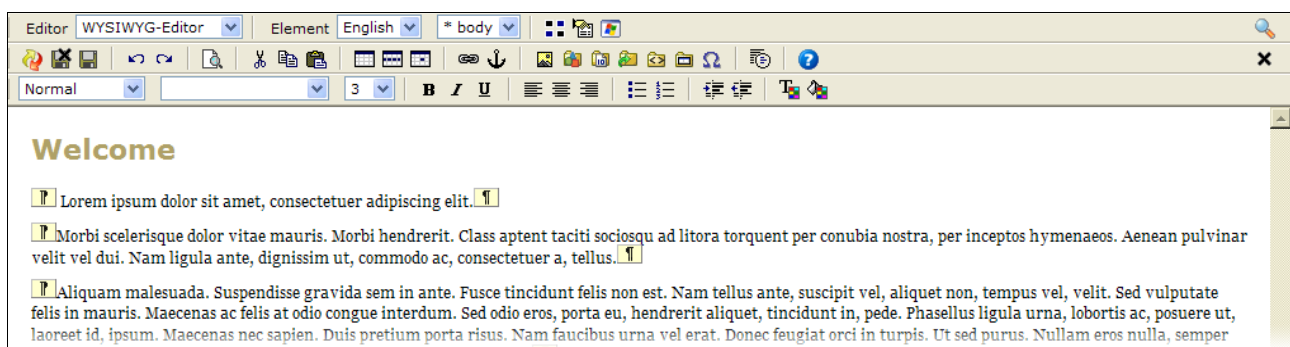 Editor WYSIWYG-Editor Element English * body
Normal 3 B I U
Welcome
Lorem ipsum dolor sit amet, consectetuer adipiscing elit.¶
Morbi scelerisque dolor vitae mauris. Morbi hendrerit. Class aptent taciti sociosqu ad litora torquent per conubia nostra, per inceptos hymenaeos. Aenean pulvinar
velit vel dui. Nam ligula ante, dignissim ut, commodo ac, consectetuer a, tellus.¶
Aliquam malesuada. Suspendisse gravida sem in ante. Fusce tincidunt felis non est. Nam tellus ante, suscipit vel, aliquet non, tempus vel, velit. Sed vulputate
felis in mauris. Maecenas ac felis at odio congue interdum. Sed odio eros, porta eu, hendrerit aliquet, tincidunt in, pede. Phasellus ligula urna, lobortis ac, posuere ut,
laoreet id, ipsum. Maecenas nec sapien. Duis pretium porta risus. Nam faucibus urna vel erat. Donec feugiat orci in turpis. Ut sed purus. Nullam eros nulla, semper